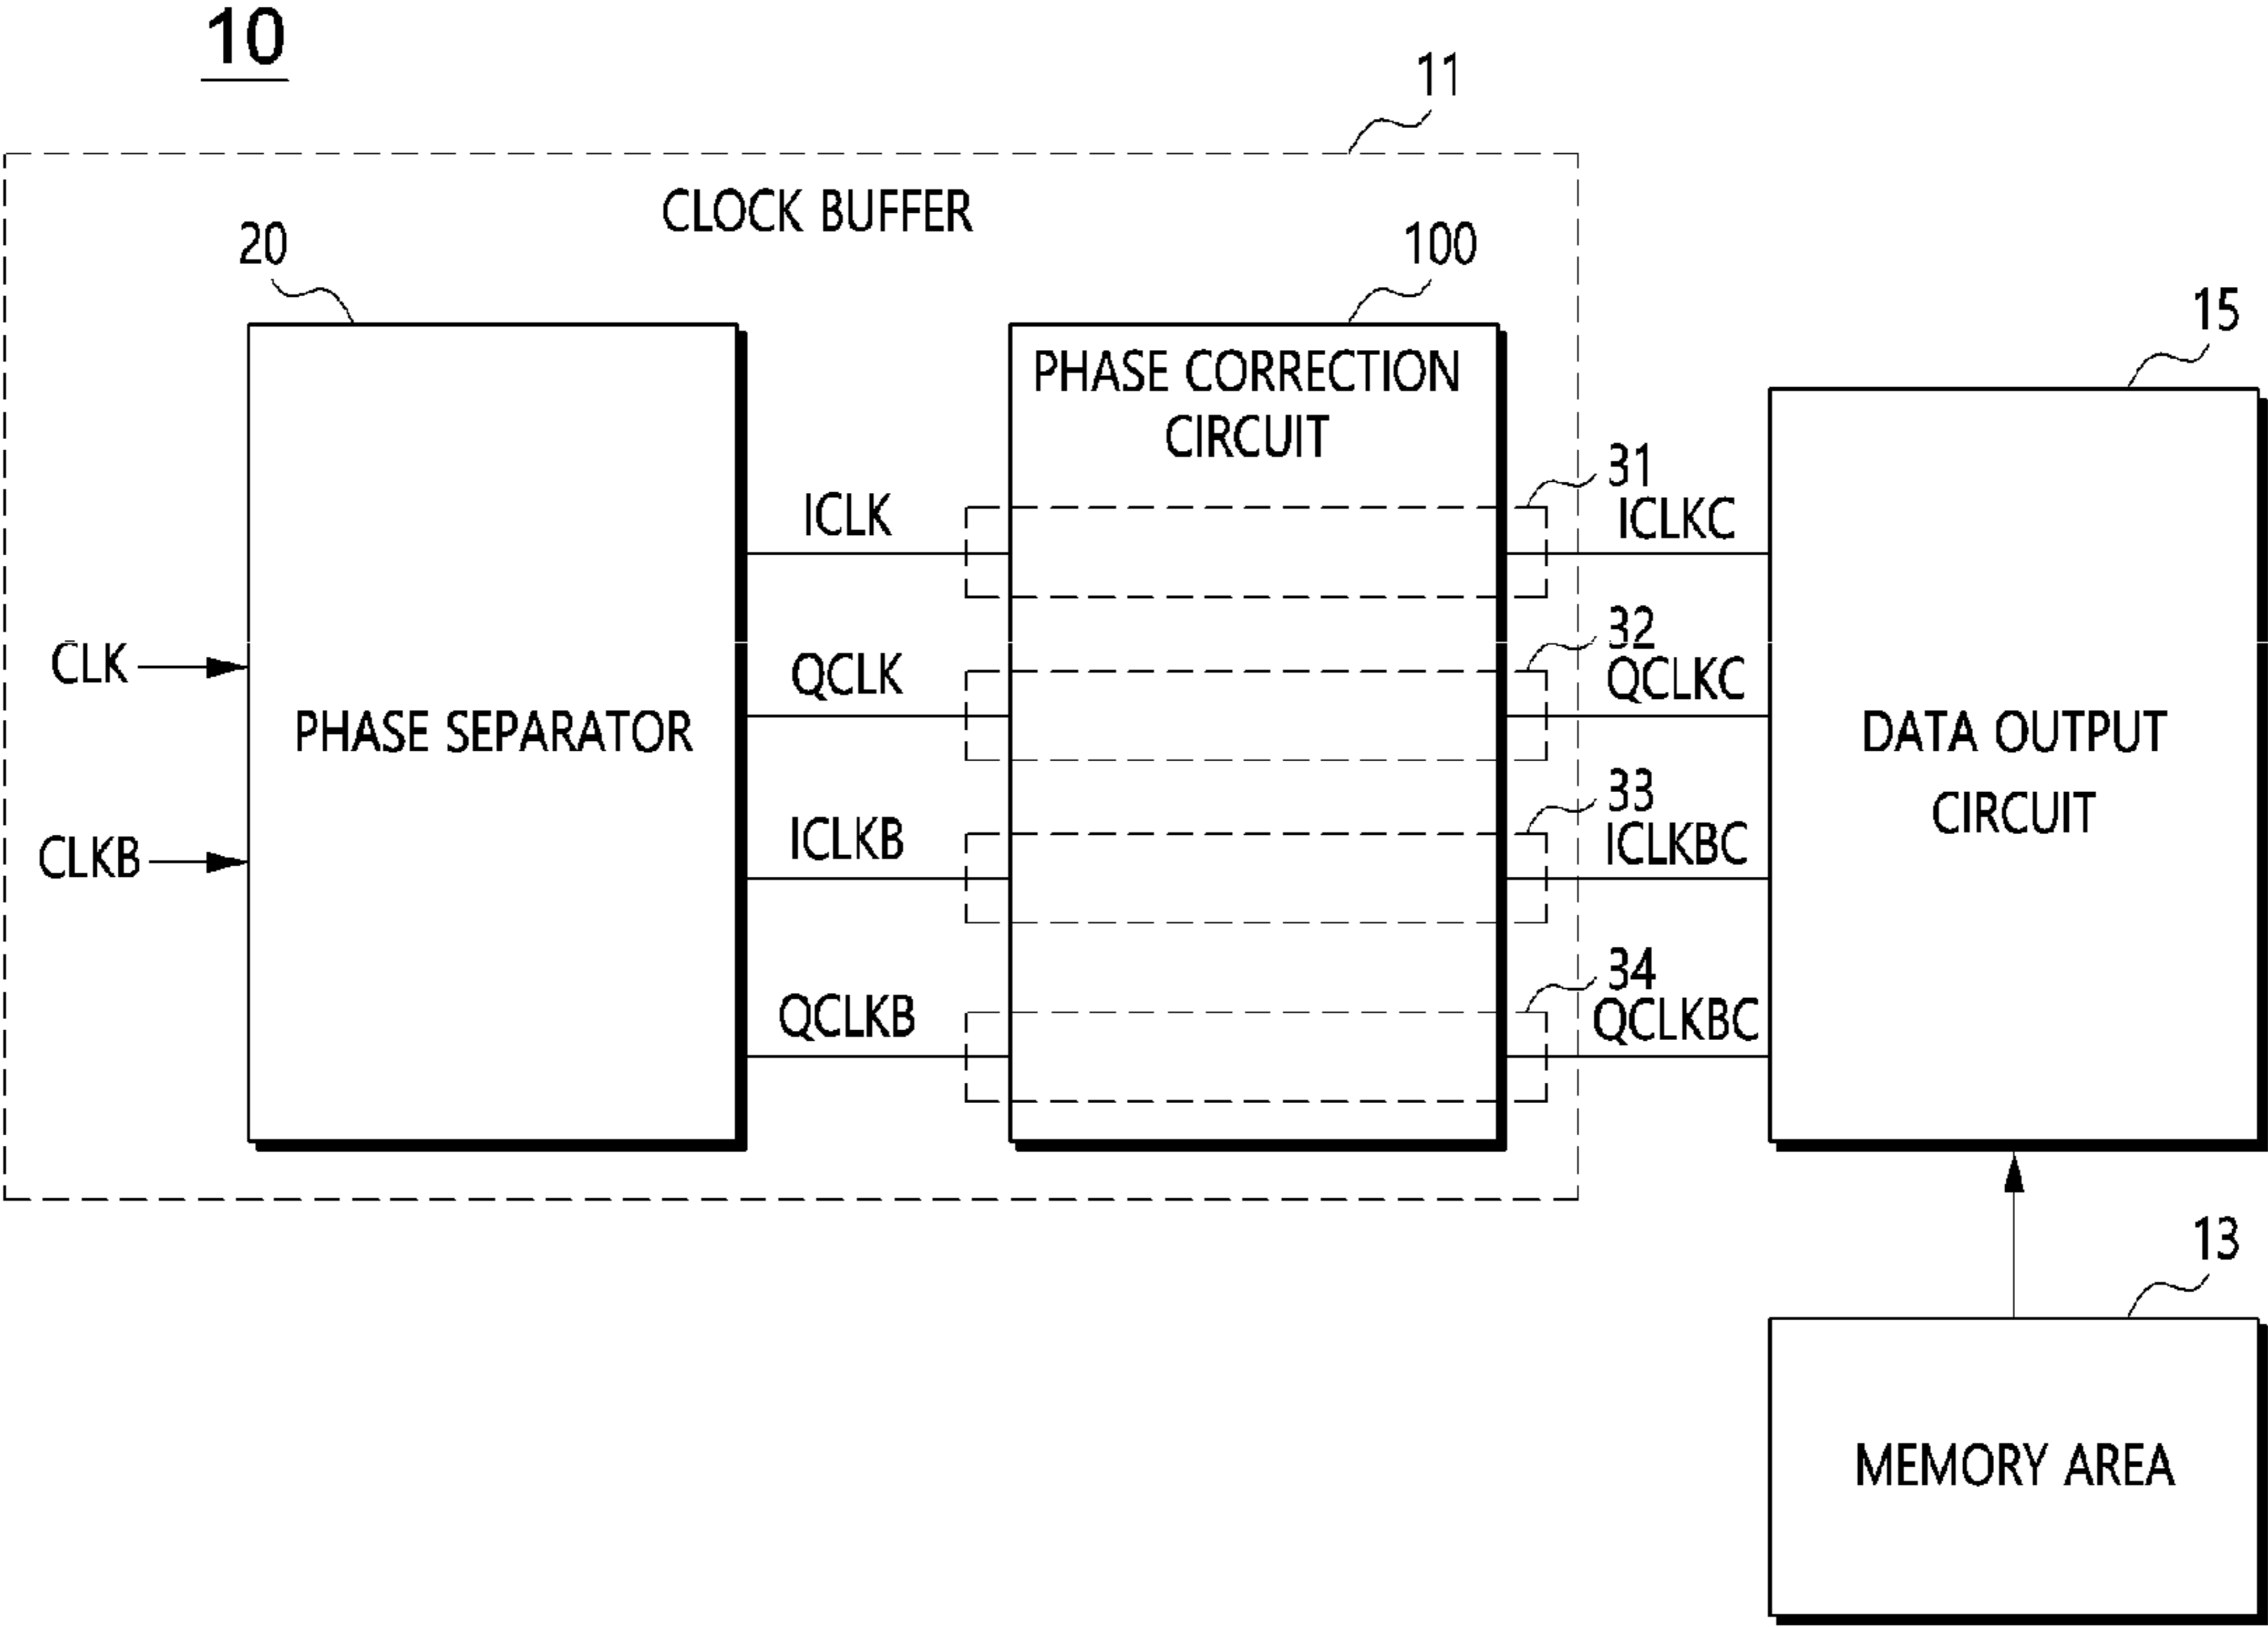 10
11
CLOCK BUFFER
20
100
15
PHASE CORRECTION
CIRCUIT
31
ICLK
ICLKC
32
CLK
QCLK
QCLKC
PHASE SEPARATOR
DATA OUTPUT
CIRCUIT
33
CLKB
ICLKB
ICLKBC
34
QCLKB
QCLKBC
13
MEMORY AREA